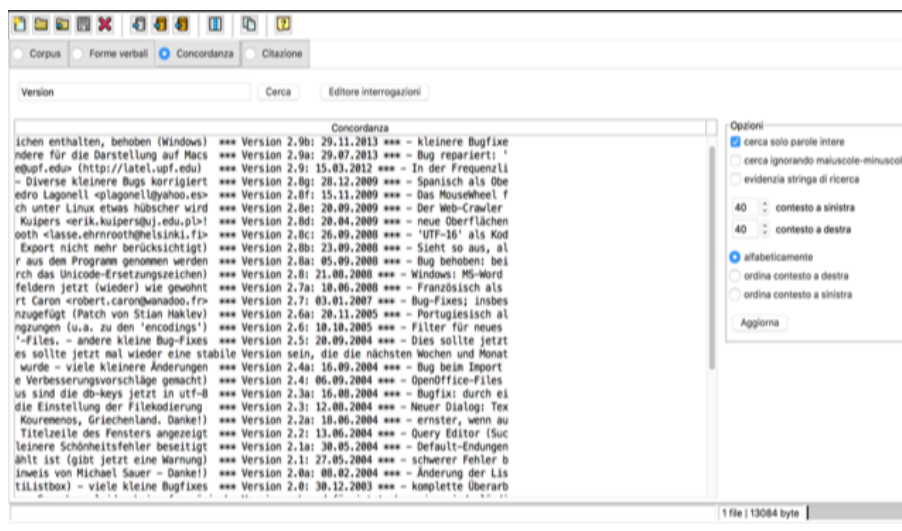 Corpus Forme verbali Concordanza Citazione
Version Cerca Editore interrogazioni
Concordanza
ichen enthalten, behoben (Windows) *** Version 2.9b: 29.11.2013 *** – kleinere Bugfixe
ndere für die Darstellung auf Macs *** Version 2.9a: 29.07.2013 *** – Bug repariert: '
e@upf.edu> (http://latel.upf.edu) *** Version 2.9: 15.03.2012 *** – In der Frequenzli
– Diverse kleinere Bugs korrigiert *** Version 2.8g: 28.12.2009 *** – Spanisch als Obe
edro Lagonell <plagonell@yahoo.es> *** Version 2.8f: 15.11.2009 *** – Das MouseWheel f
ch unter Linux etwas hübscher wird *** Version 2.8e: 20.09.2009 *** – Der Web-Crawler
Kuipers <erik.kuipers@uj.edu.pl>! *** Version 2.8d: 20.04.2009 *** – neue Oberflächen
ooth <lasse.ehrnrooth@helsinki.fi> *** Version 2.8c: 26.09.2008 *** – 'UTF-16' als Kod
Export nicht mehr berücksichtigt) *** Version 2.8b: 23.09.2008 *** – Sieht so aus, al
r aus dem Programm genommen werden *** Version 2.8a: 05.09.2008 *** – Bug behoben: bei
rch das Unicode-Ersetzungszeichen) *** Version 2.8: 21.08.2008 *** – Windows: MS-Word
feldern jetzt (wieder) wie gewohnt *** Version 2.7a: 10.06.2008 *** – Französisch als
rt Caron <robert.caron@wanadoo.fr> *** Version 2.7: 03.01.2007 *** – Bug-Fixes; insbes
nzugefügt (Patch von Stian Haklev) *** Version 2.6a: 20.11.2005 *** – Portugiesisch al
ngzungen (u.a. zu den 'encodings') *** Version 2.6: 10.10.2005 *** – Filter für neues
'-Files. – andere kleine Bug-Fixes *** Version 2.5: 20.09.2004 *** – Dies sollte jetzt
es sollte jetzt mal wieder eine stabile Version sein, die die nächsten Wochen und Monat
wurde – viele kleinere Änderungen *** Version 2.4a: 16.09.2004 *** – Bug beim Import
e Verbesserungsvorschläge gemacht) *** Version 2.4: 06.09.2004 *** – OpenOffice-Files
us sind die db-keys jetzt in utf-8 *** Version 2.3a: 16.08.2004 *** – Bugfix: durch ei
die Einstellung der Filekodierung *** Version 2.3: 12.08.2004 *** – Neuer Dialog: Tex
Kouremenos, Griechenland. Danke!) *** Version 2.2a: 18.06.2004 *** – ernster, wenn au
Titelzeile des Fensters angezeigt *** Version 2.2: 13.06.2004 *** – Query Editor (Suc
leinere Schönheitsfehler beseitigt *** Version 2.1a: 30.05.2004 *** – Default-Endungen
ählt ist (gibt jetzt eine Warnung) *** Version 2.1: 27.05.2004 *** – schwerer Fehler b
inweis von Michael Sauer – Danke!) *** Version 2.0a: 08.02.2004 *** – Änderung der Lis
tiListbox) – viele kleine Bugfixes *** Version 2.0: 30.12.2003 *** – komplette Überarb
Opzioni
cerca solo parole intere
cerca ignorando maiuscole-minuscol
evidenzia stringa di ricerca
40 contesto a sinistra
40 contesto a destra
alfabeticamente
ordina contesto a destra
ordina contesto a sinistra
Aggiorna
1 file | 13084 byte